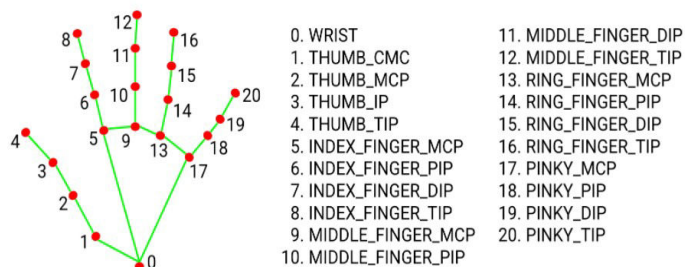 12
8
11
16
7
15
10
6
14
20
4
5
9
13
19
18
3
17
2
1
0
0. WRIST
1. THUMB_CMC
2. THUMB_MCP
3. THUMB_IP
4. THUMB_TIP
5. INDEX_FINGER_MCP
6. INDEX_FINGER_PIP
7. INDEX_FINGER_DIP
8. INDEX_FINGER_TIP
9. MIDDLE_FINGER_MCP
10. MIDDLE_FINGER_PIP
11. MIDDLE_FINGER_DIP
12. MIDDLE_FINGER_TIP
13. RING_FINGER_MCP
14. RING_FINGER_PIP
15. RING_FINGER_DIP
16. RING_FINGER_TIP
17. PINKY_MCP
18. PINKY_PIP
19. PINKY_DIP
20. PINKY_TIP